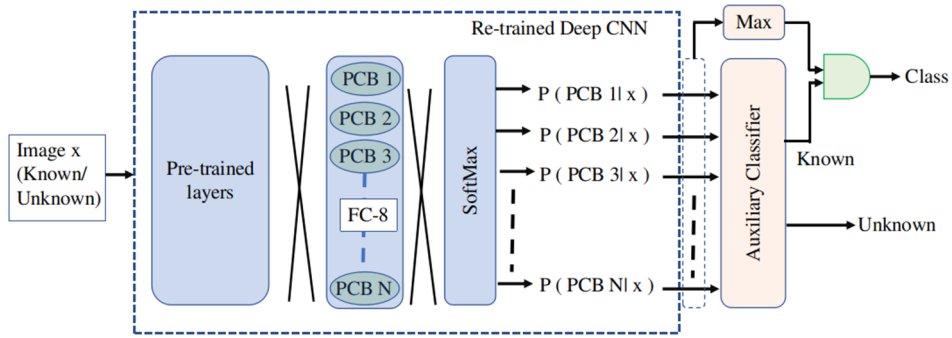 Re-trained Deep CNN
Max
Class
Image x
(Known/
Unknown)
Pre-trained
layers
PCB 1
PCB 2
PCB 3
FC-8
PCB N
SoftMax
P ( PCB 1| x )
P ( PCB 2| x )
P ( PCB 3| x )
P ( PCB N| x )
Auxiliary Classifier
Known
Unknown